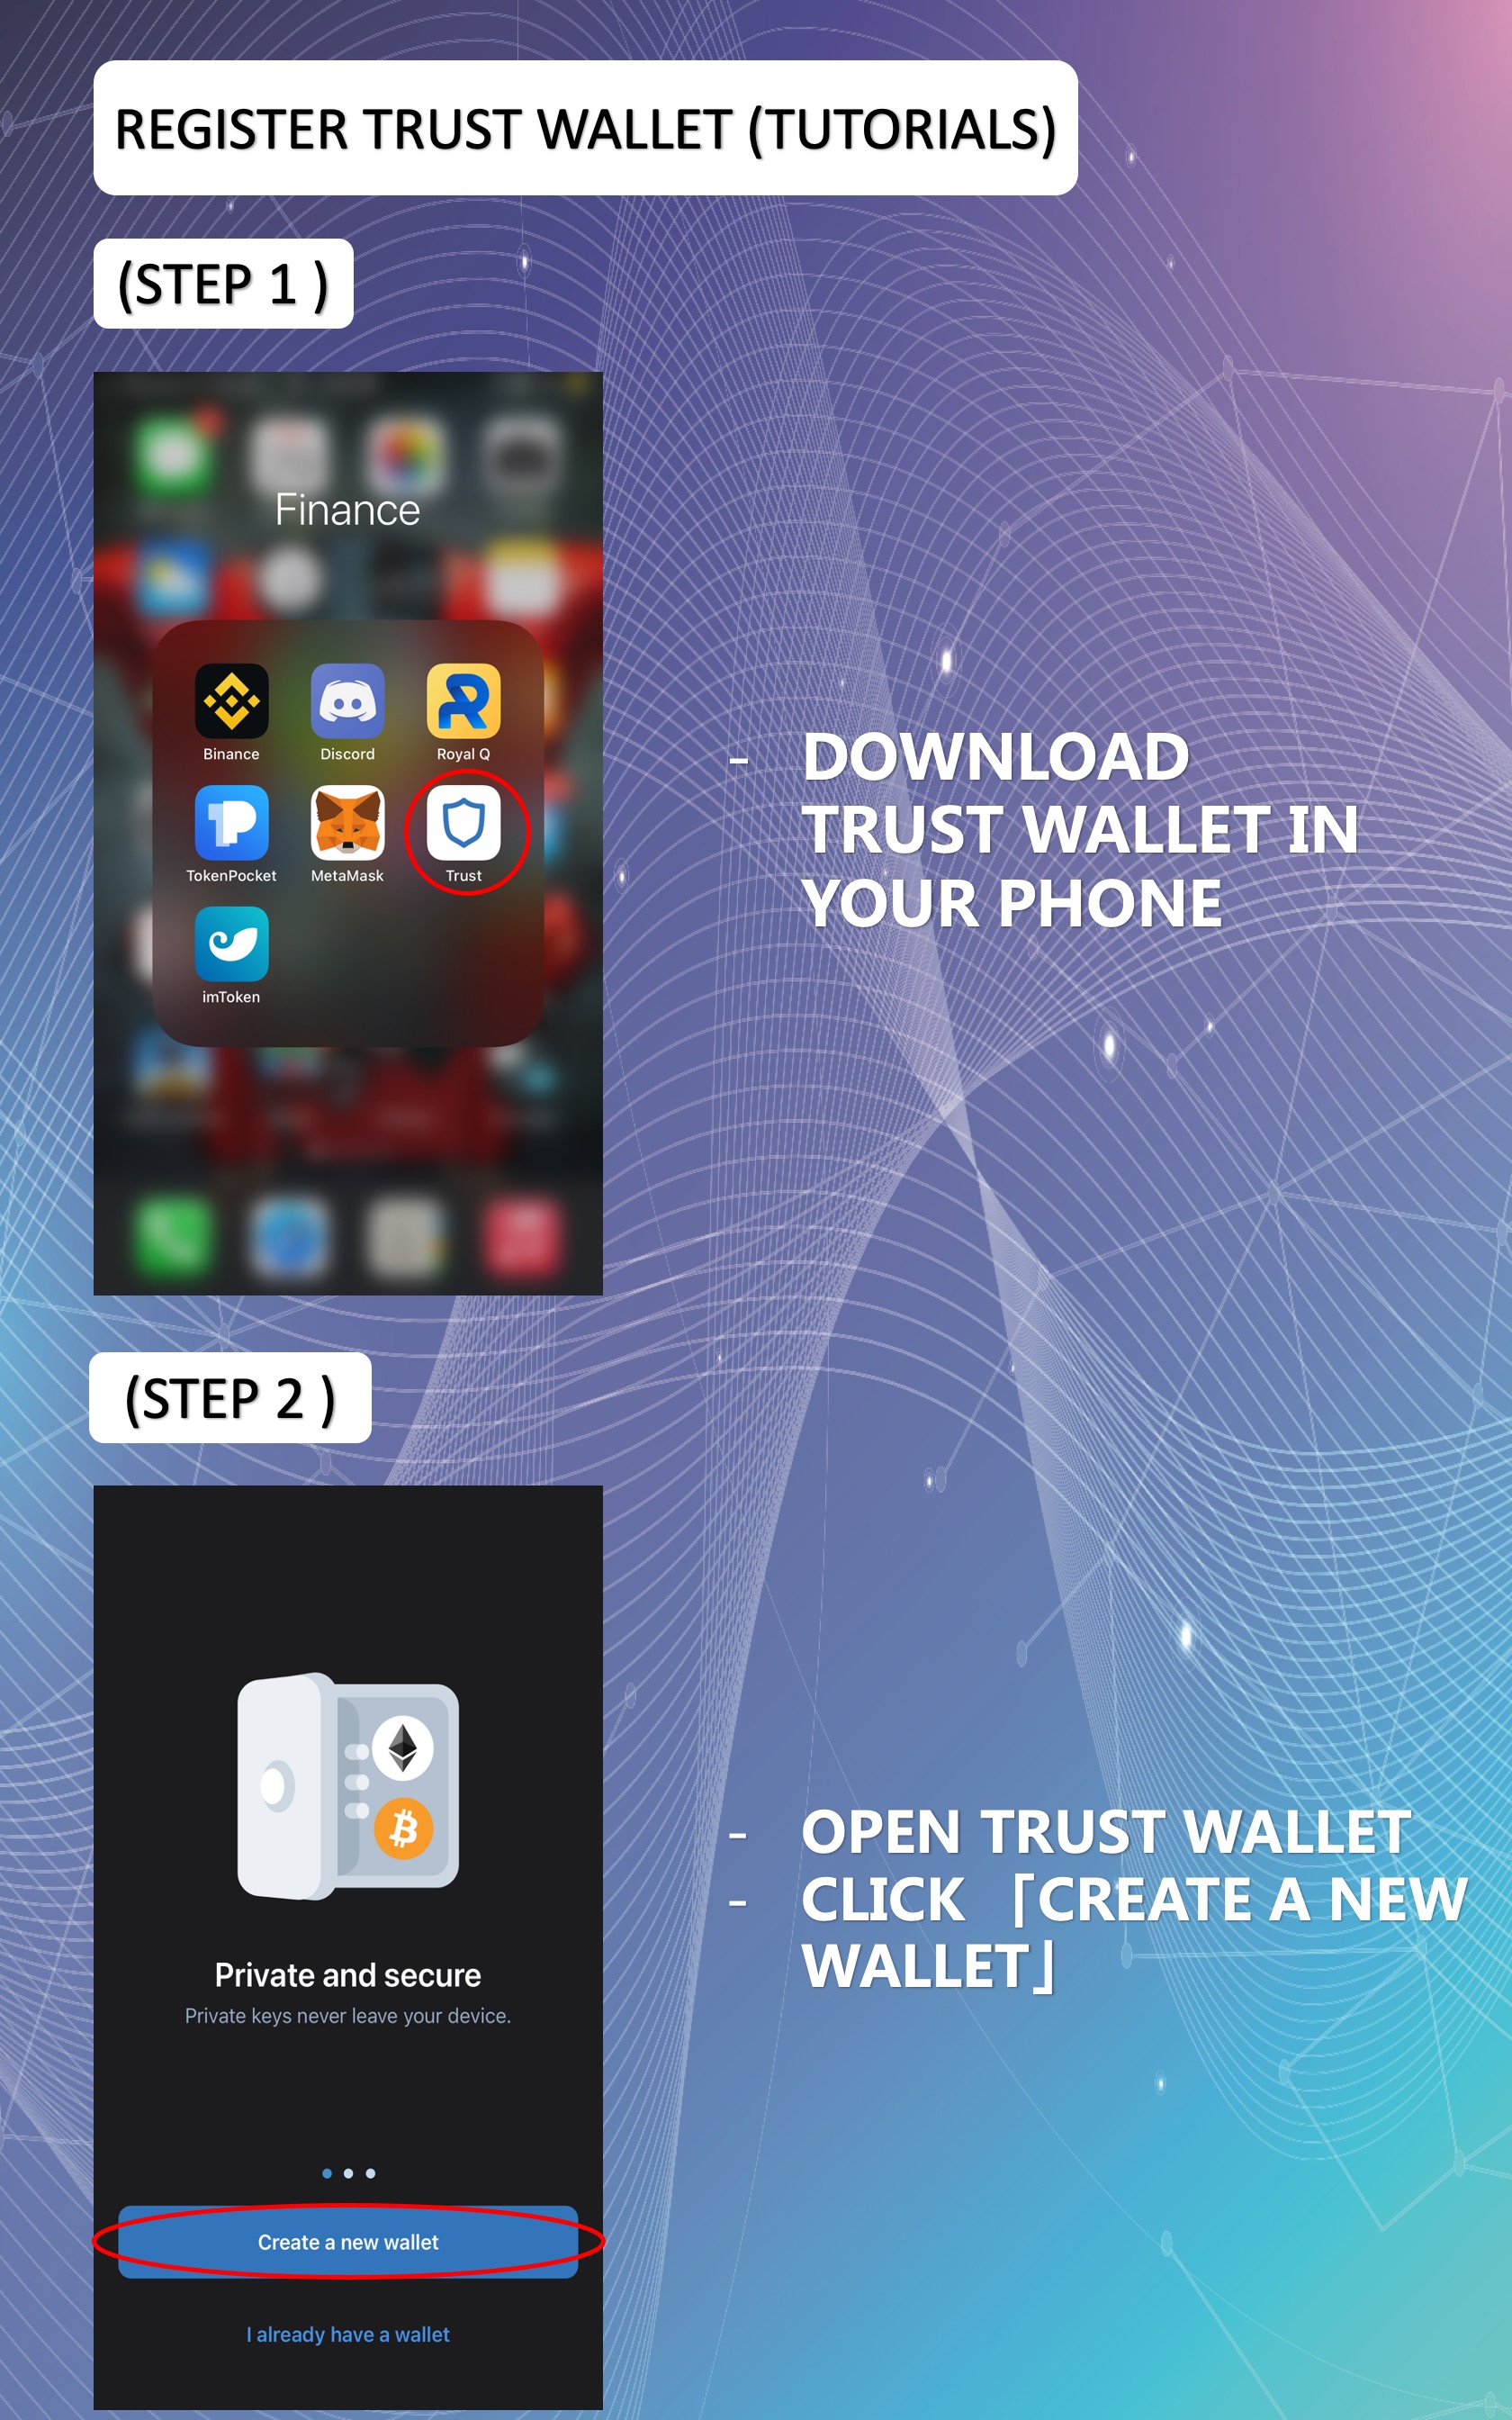 REGISTER TRUST WALLET (TUTORIALS)
(STEP 1 )
Finance
Binance
Discord
Royal Q
TokenPocket
MetaMask
Trust
imToken
- DOWNLOAD
TRUST WALLET IN
YOUR PHONE
(STEP 2 )
Private and secure
Private keys never leave your device.
Create a new wallet
I already have a wallet
- OPEN TRUST WALLET
- CLICK 「CREATE A NEW
WALLET」